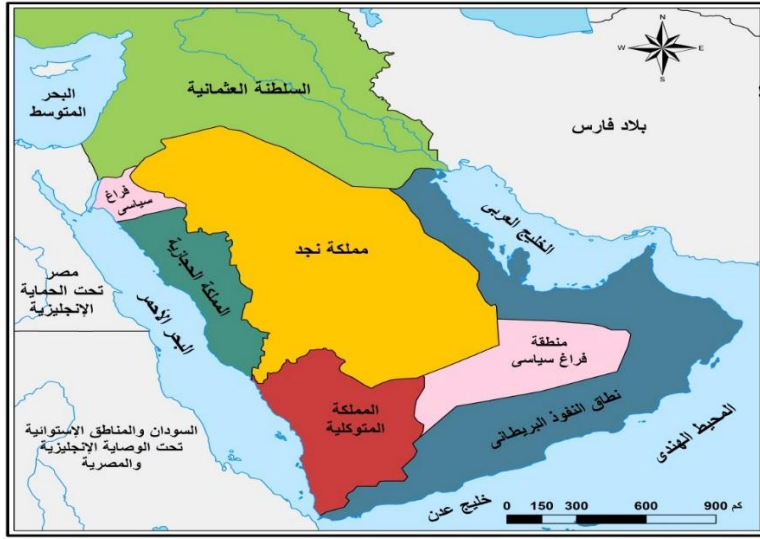 N
W
E
S
السلطنة العثمانية
البحر
المتوسط
بلاد فارس
فراغ
سياسى
الخليج العربى
مملكة نجد
المملكة الحجازية
مصر
تحت الحماية
الإنجليزية
البحر الأحمر
منطقة
فراغ سياسى
المملكة
المتوكلية
نطاق النفوذ البريطانى
المحيط الهندى
السودان والمناطق الإستوائية
تحت الوصاية الإنجليزية
والمصرية
خليج عدن
0 150 300 600 900 كم